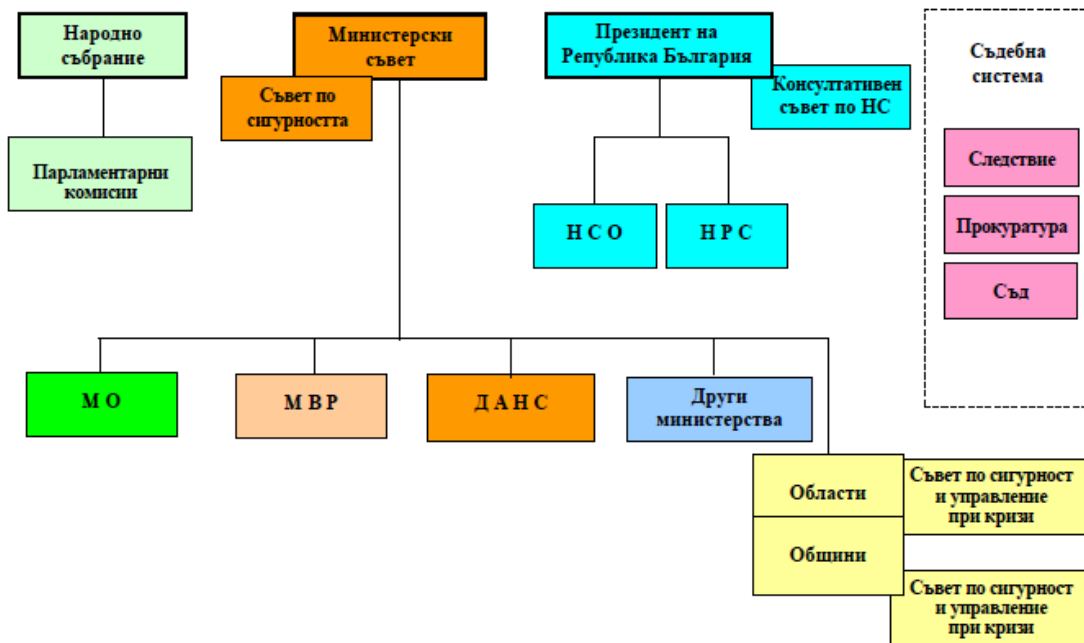 Народно
събрание
Министерски
съвет
Президент на
Република България
Съдебна
система
Съвет по
сигурността
Консултативен
съвет по НС
Парламентарни
комисии
Следствие
Прокуратура
Съд
Н С О
Н Р С
М О
М В Р
Д А Н С
Други
министерства
Области
Съвет по сигурност
и управление
при кризи
Общини
Съвет по сигурност
и управление
при кризи